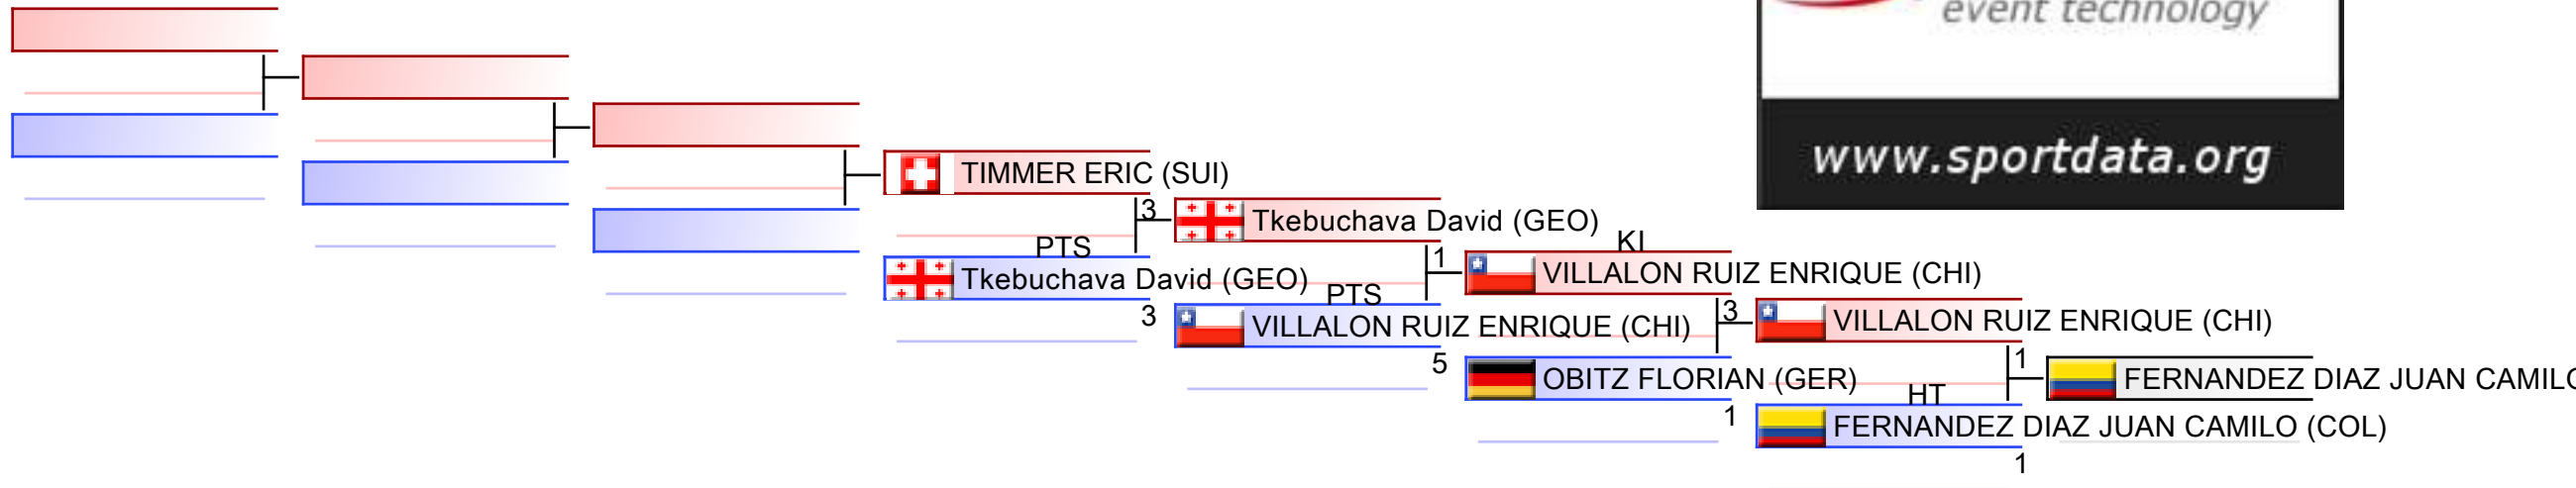 event technology
www.sportdata.org
TIMMER ERIC (SUI)
3
PTS
Tkebuchava David (GEO)
3
Tkebuchava David (GEO)
1
PTS
VILLALON RUIZ ENRIQUE (CHI)
5
KI
VILLALON RUIZ ENRIQUE (CHI)
3
OBITZ FLORIAN (GER)
1
VILLALON RUIZ ENRIQUE (CHI)
1
HT
FERNANDEZ DIAZ JUAN CAMILO (COL)
1
FERNANDEZ DIAZ JUAN CAMILO